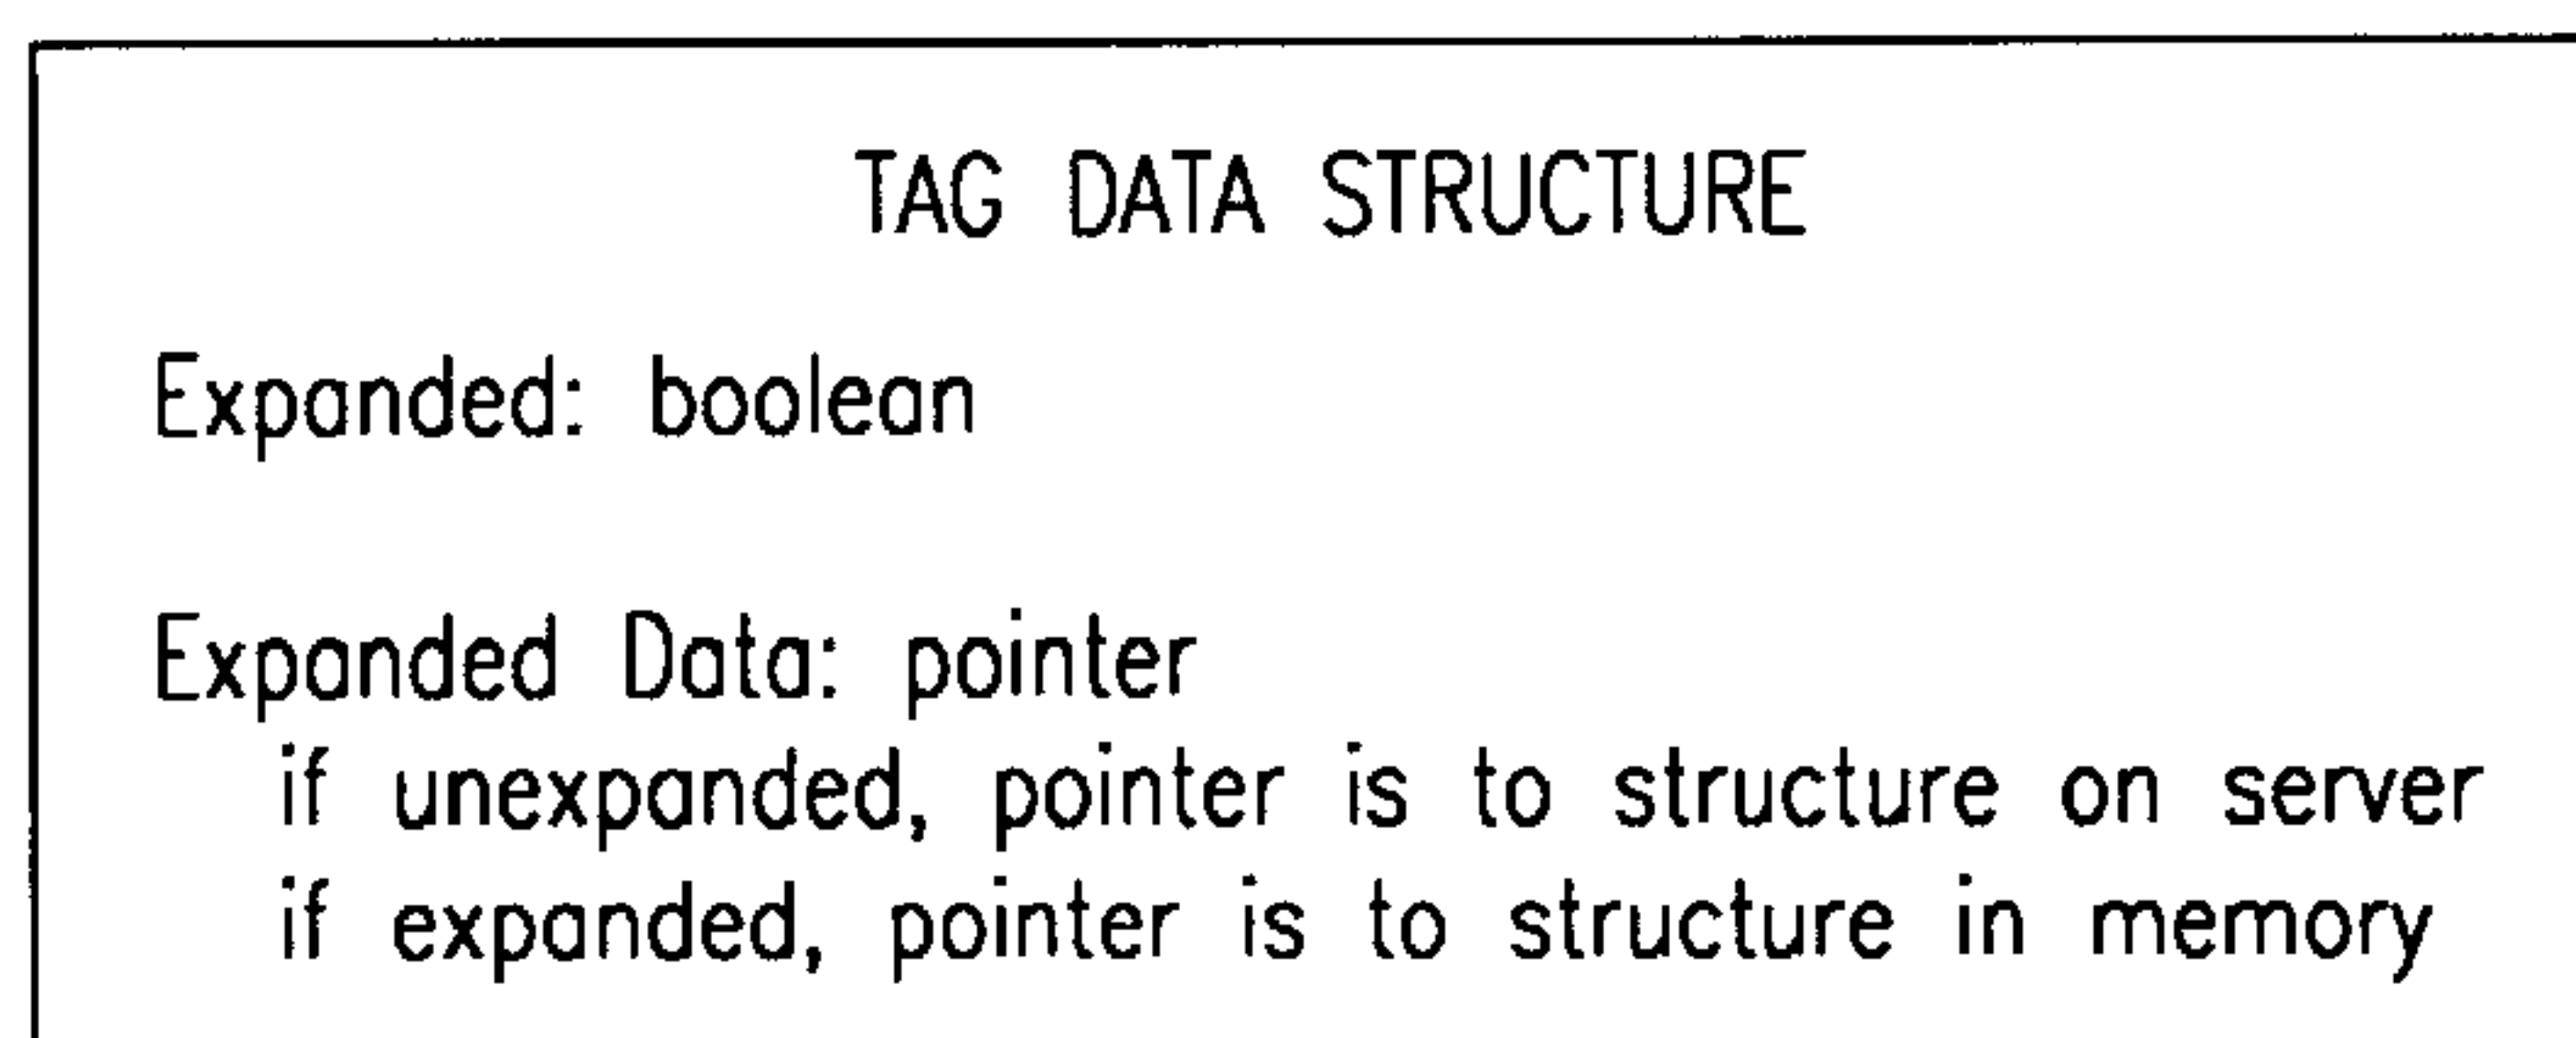 TAG DATA STRUCTURE
Expanded: boolean
Expanded Data: pointer
if unexpanded, pointer is to structure on server
if expanded, pointer is to structure in memory